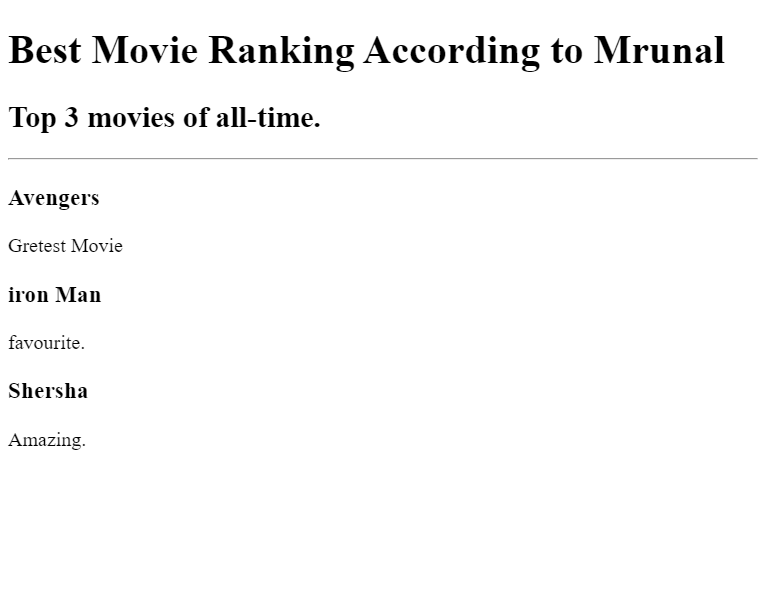 Best Movie Ranking According to Mrunal
Top 3 movies of all-time.
Avengers
Gretest Movie
iron Man
favourite.
Shersha
Amazing.